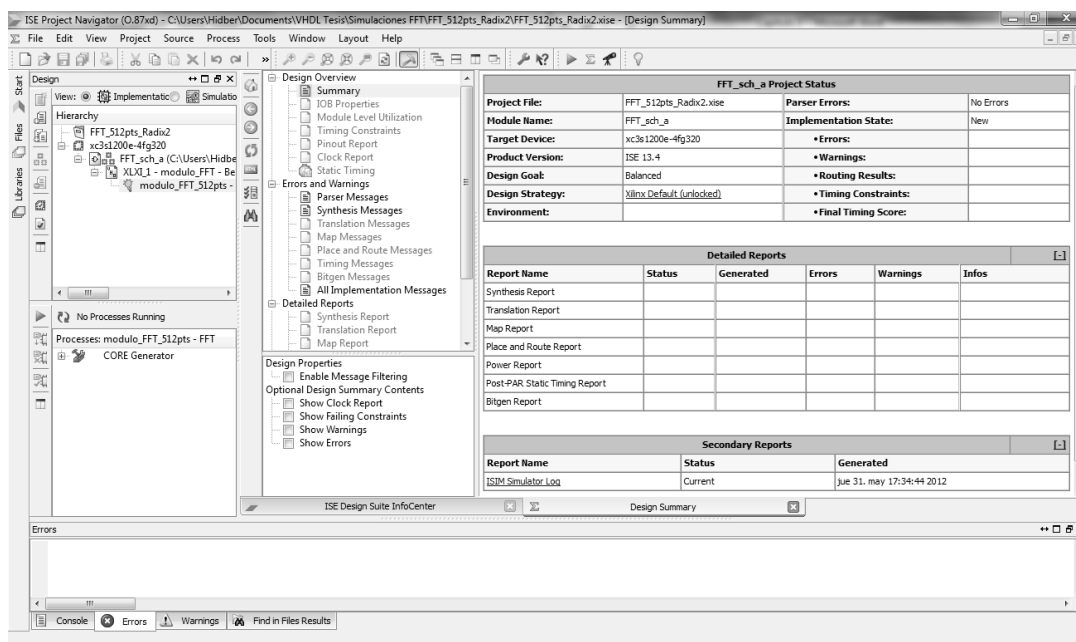 ISE Project Navigator (O.87xd) - C:\Users\Hidber\Documents\VHDL Tesis\Simulaciones FFT\FFT_512pts_Radix2\FFT_512pts_Radix2.xise - [Design Summary]
File Edit View Project Source Process Tools Window Layout Help
Start
Files
Libraries
Design
View: Implementatic Simulatio
Hierarchy
FFT_512pts_Radix2
xc3s1200e-4fg320
FFT_sch_a (C:\Users\Hidbe
XLXI_1 - modulo_FFT - Be
modulo_FFT_512pts -
No Processes Running
Processes: modulo_FFT_512pts - FFT
CORE Generator
Design Overview
Summary
IOB Properties
Module Level Utilization
Timing Constraints
Pinout Report
Clock Report
Static Timing
Errors and Warnings
Parser Messages
Synthesis Messages
Translation Messages
Map Messages
Place and Route Messages
Timing Messages
Bitgen Messages
All Implementation Messages
Detailed Reports
Synthesis Report
Translation Report
Map Report
Design Properties
Enable Message Filtering
Optional Design Summary Contents
Show Clock Report
Show Failing Constraints
Show Warnings
Show Errors
FFT_sch_a Project Status
Project File: FFT_512pts_Radix2.xise Parser Errors: No Errors
Module Name: FFT_sch_a Implementation State: New
Target Device: xc3s1200e-4fg320 •Errors:
Product Version: ISE 13.4 •Warnings:
Design Goal: Balanced •Routing Results:
Design Strategy: Xilinx Default (unlocked) •Timing Constraints:
Environment: •Final Timing Score:
Detailed Reports [-]
Report Name Status Generated Errors Warnings Infos
Synthesis Report
Translation Report
Map Report
Place and Route Report
Power Report
Post-PAR Static Timing Report
Bitgen Report
Secondary Reports [-]
Report Name Status Generated
ISIM Simulator Log Current jue 31. may 17:34:44 2012
ISE Design Suite InfoCenter Design Summary
Errors
Console Errors Warnings Find in Files Results